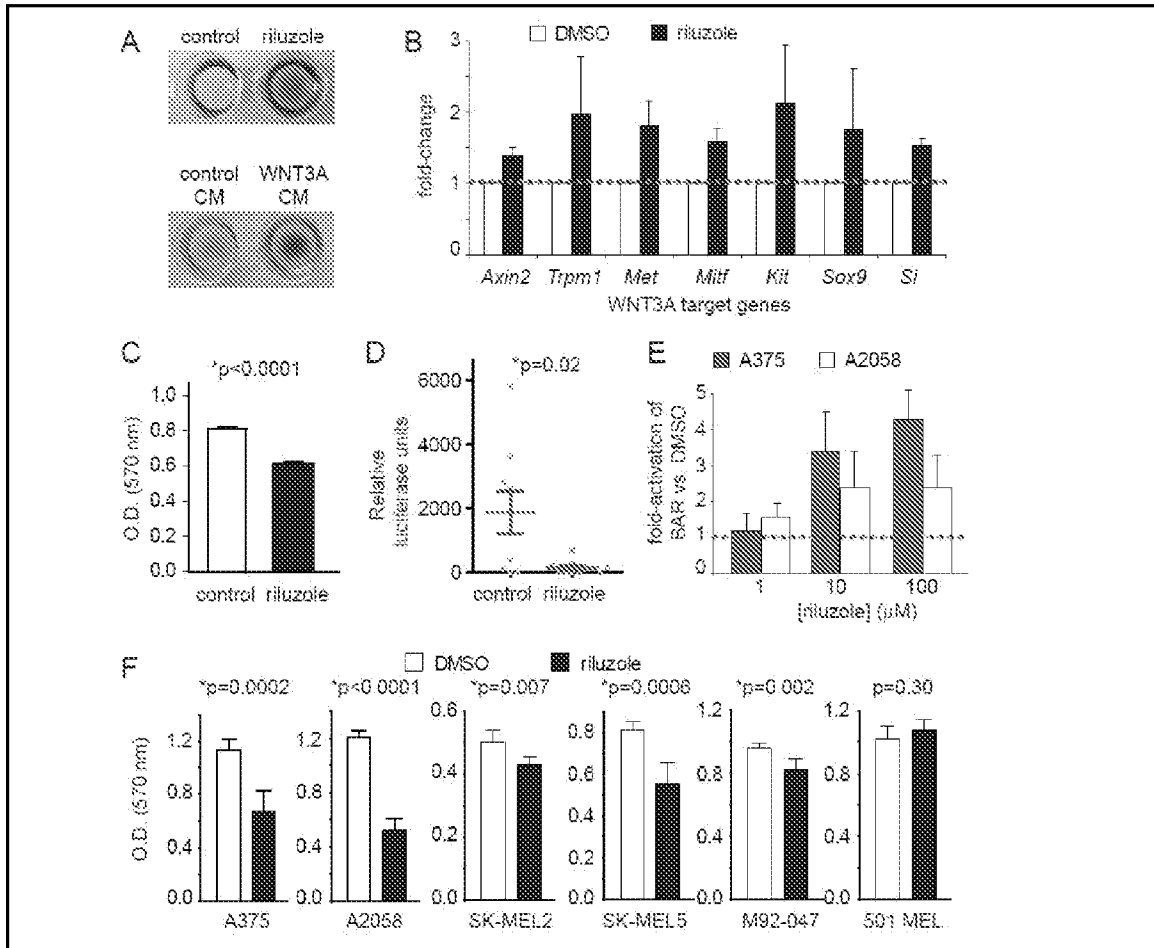 A
control riluzole
control WNT3A
CM CM
B
DMSO riluzole
fold-change
3
2
1
0
Axin2 Trpm1 Met Mitf Kit Sox9 Si
WNT3A target genes
C
*p<0.0001
O.D. (570 nm)
1.0
0.8
0.6
0.4
0.2
0.0
control riluzole
D
*p=0.02
Relative
luciferase units
6000
4000
2000
0
control riluzole
E
A375 A2058
fold-activation of
BAR vs. DMSO
5
4
3
2
1
0
1 10 100
[riluzole] (μM)
F
DMSO riluzole
*p=0.0002 *p<0.0001 *p=0.007 *p=0.0006 *p=0.002 p=0.30
O.D. (570 nm)
1.2
0.8
0.4
0.0
1.2
0.8
0.4
0.0
0.6
0.4
0.2
0.0
0.8
0.6
0.4
0.2
0.0
1.2
0.8
0.4
0.0
1.2
0.8
0.4
0.0
A375 A2058 SK-MEL2 SK-MEL5 M92-047 501 MEL